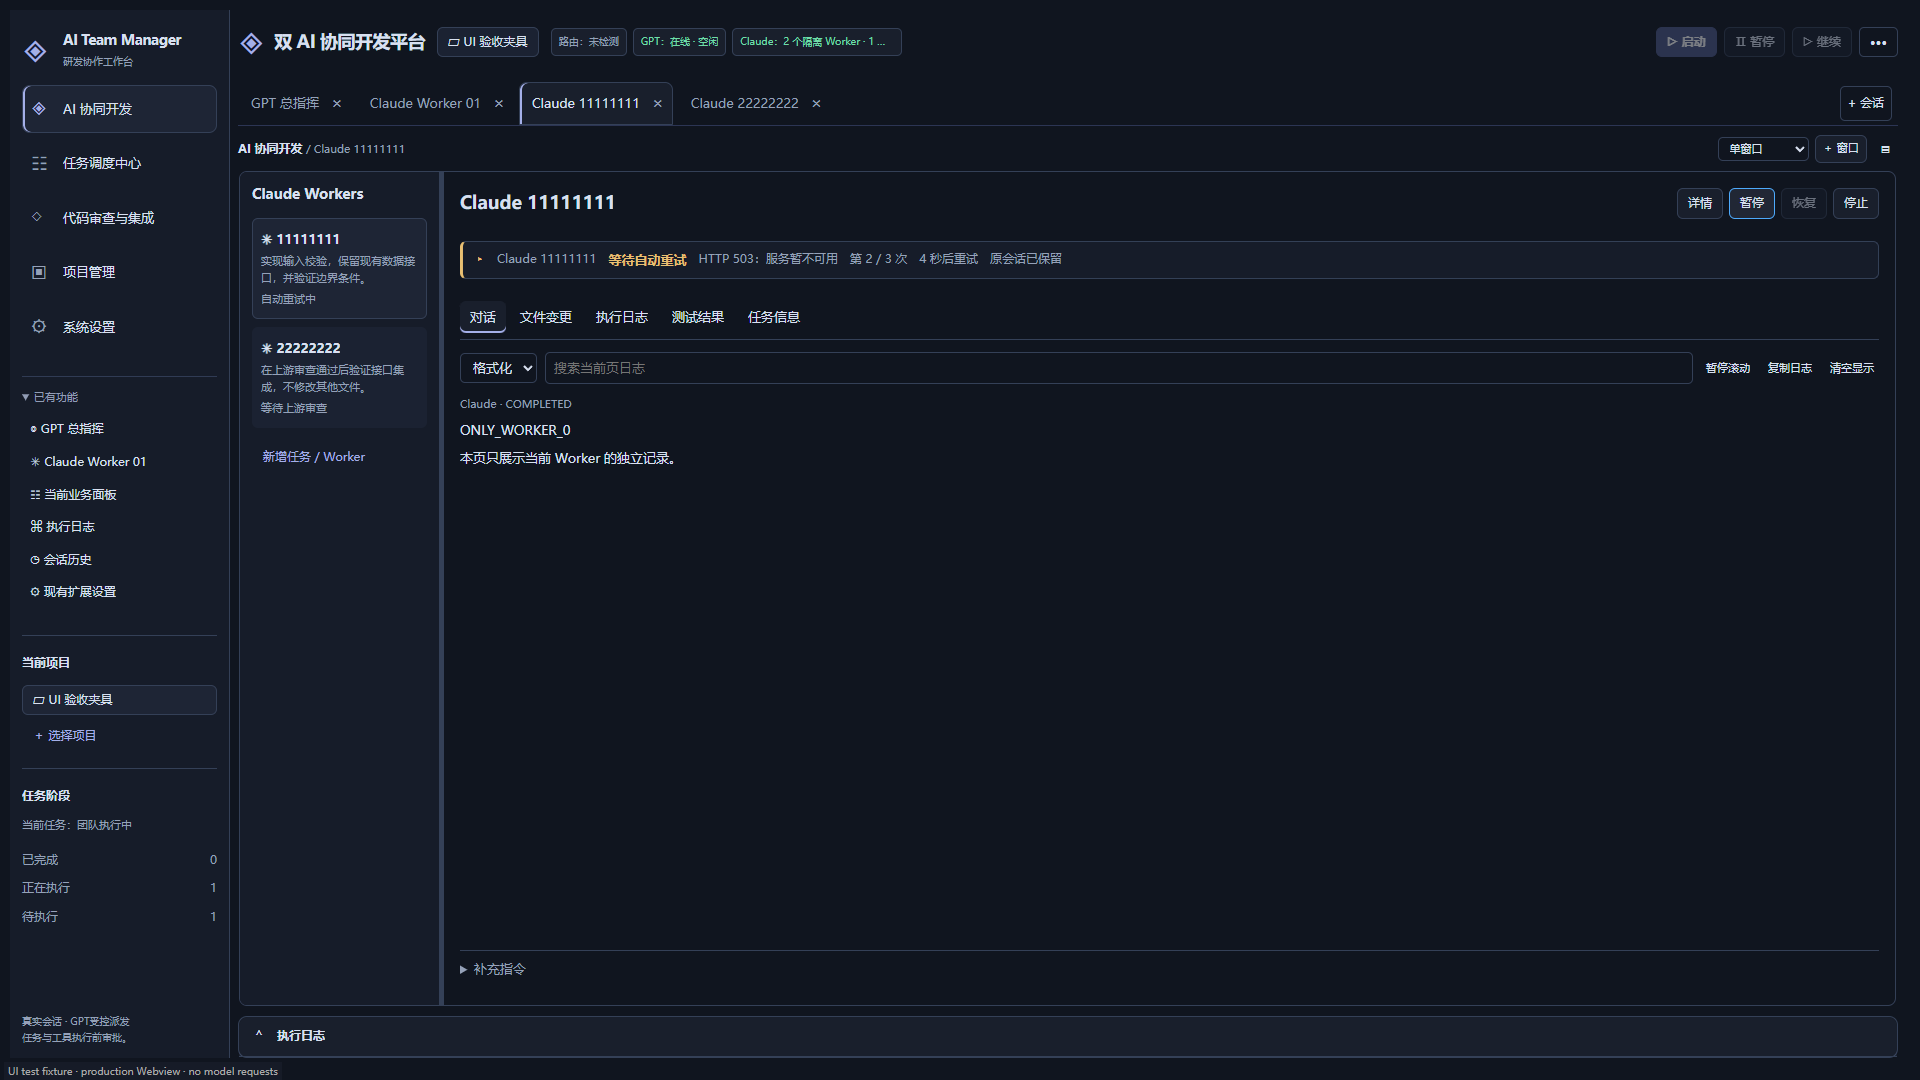 AI Team Manager
研发协作工作台
AI 协同开发
任务调度中心
代码审查与集成
项目管理
系统设置
▼ 已有功能
GPT 总指挥
Claude Worker 01
当前业务面板
执行日志
会话历史
现有扩展设置
当前项目
UI 验收夹具
+ 选择项目
任务阶段
当前任务：团队执行中
已完成 0
正在执行 1
待执行 1
真实会话 · GPT受控派发
任务与工具执行前审批。
双 AI 协同开发平台
UI 验收夹具
路由：未检测
GPT：在线 · 空闲
Claude：2 个隔离 Worker · 1 ...
▷ 启动
II 暂停
▷ 继续
•••
GPT 总指挥 ×
Claude Worker 01 ×
Claude 11111111 ×
Claude 22222222 ×
+ 会话
AI 协同开发 / Claude 11111111
单窗口
+ 窗口
Claude Workers
✳ 11111111
实现输入校验，保留现有数据接
口，并验证边界条件。
自动重试中
✳ 22222222
在上游审查通过后验证接口集
成，不修改其他文件。
等待上游审查
新增任务 / Worker
Claude 11111111
详情
暂停
恢复
停止
▸ Claude 11111111 等待自动重试 HTTP 503：服务暂不可用 第 2 / 3 次 4 秒后重试 原会话已保留
对话
文件变更
执行日志
测试结果
任务信息
格式化
搜索当前页日志
暂停滚动
复制日志
清空显示
Claude · COMPLETED
ONLY_WORKER_0
本页只展示当前 Worker 的独立记录。
▶ 补充指令
^ 执行日志
UI test fixture · production Webview · no model requests